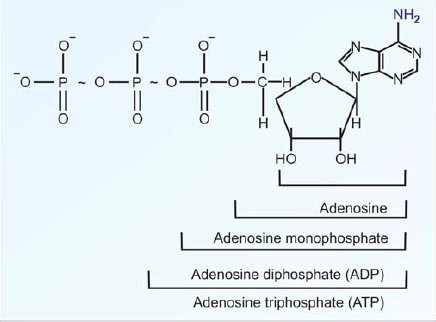 NH₂
O⁻ O⁻ O⁻ H N N
⁻O P ~ O P ~ O P O C H O N N
O O O H H
HO OH
Adenosine
Adenosine monophosphate
Adenosine diphosphate (ADP)
Adenosine triphosphate (ATP)